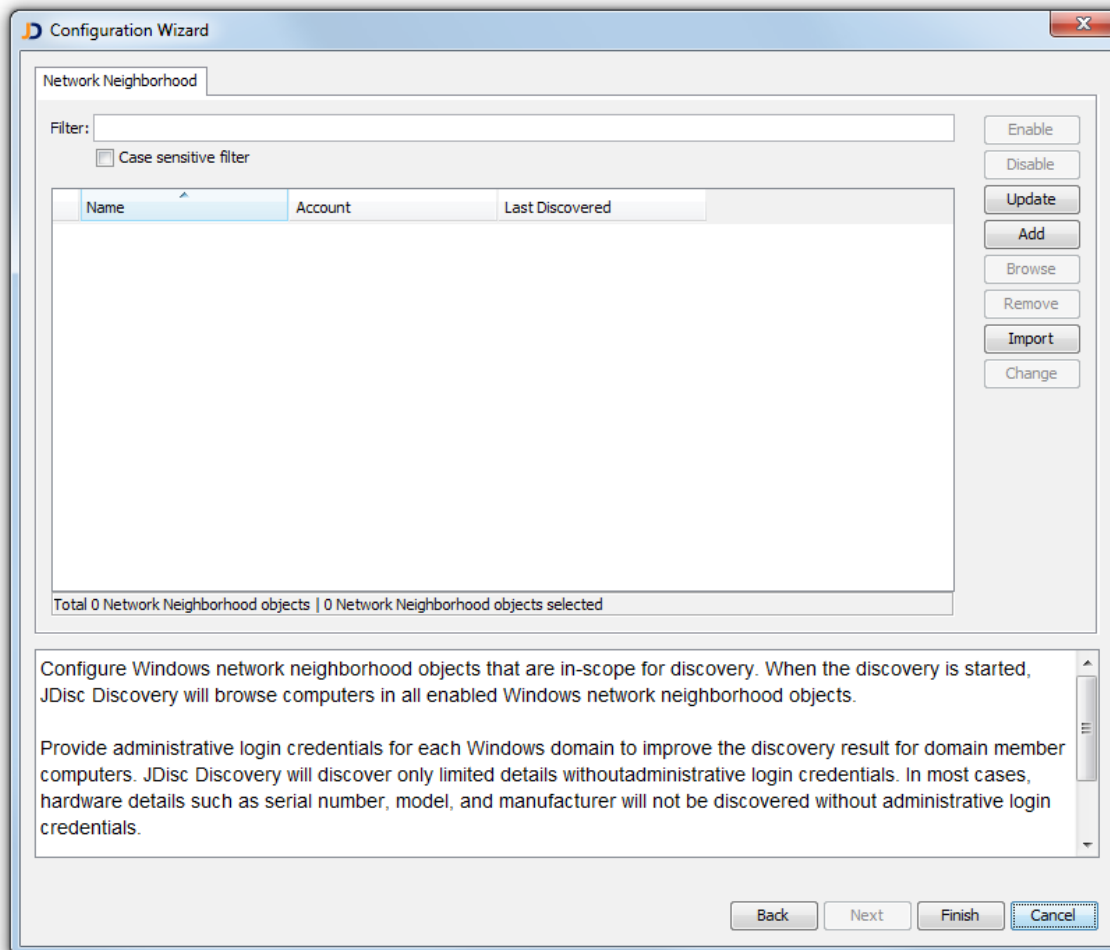 JD Configuration Wizard
Network Neighborhood
Filter:
Enable
Case sensitive filter
Disable
Name Account Last Discovered
Update
Add
Browse
Remove
Import
Change
Total 0 Network Neighborhood objects | 0 Network Neighborhood objects selected
Configure Windows network neighborhood objects that are in-scope for discovery. When the discovery is started,
JDisc Discovery will browse computers in all enabled Windows network neighborhood objects.
Provide administrative login credentials for each Windows domain to improve the discovery result for domain member
computers. JDisc Discovery will discover only limited details withoutadministrative login credentials. In most cases,
hardware details such as serial number, model, and manufacturer will not be discovered without administrative login
credentials.
Back Next Finish Cancel